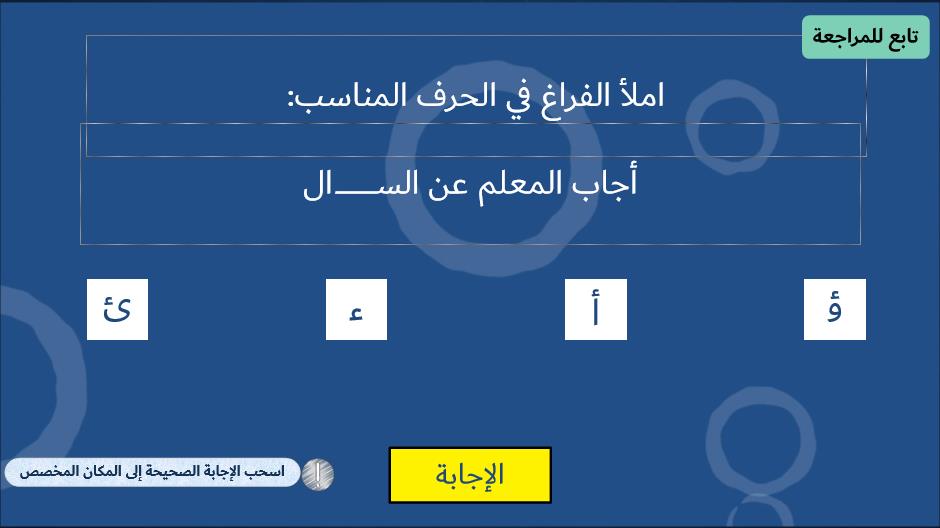 تابع للمراجعة
املأ الفراغ في الحرف المناسب:
أجاب المعلم عن الســـــال
ؤ
أ
ء
ئ
الإجابة
اسحب الإجابة الصحيحة إلى المكان المخصص